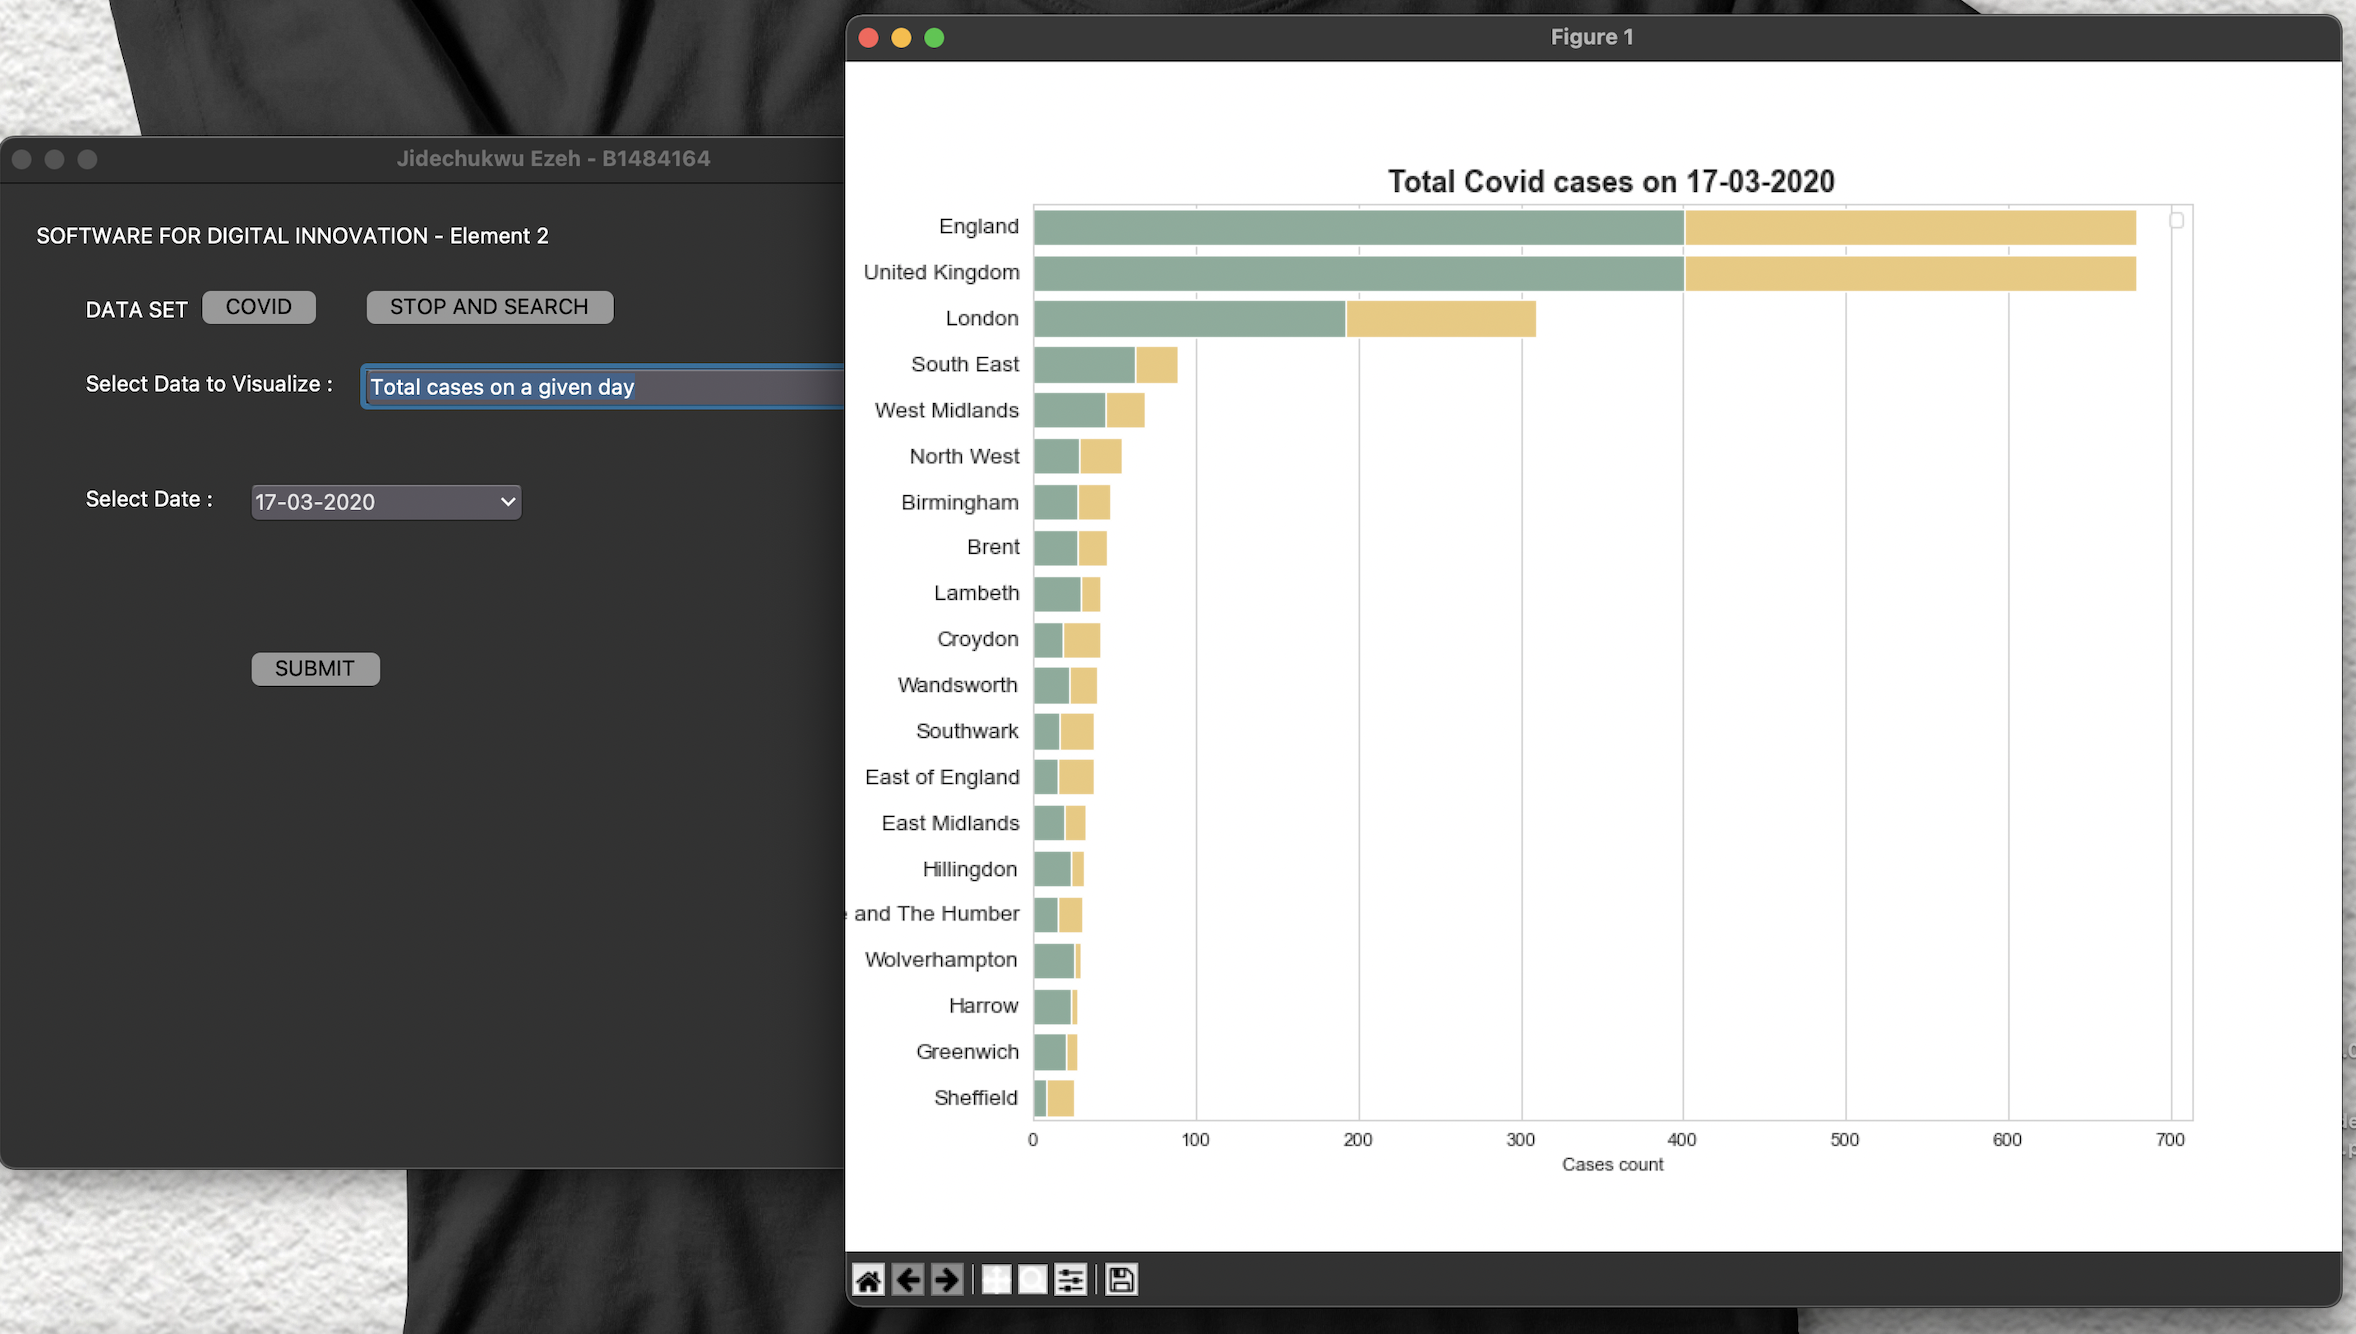 Figure 1
Jidechukwu Ezeh - B1484164
SOFTWARE FOR DIGITAL INNOVATION - Element 2
DATA SET COVID STOP AND SEARCH
Select Data to Visualize : Total cases on a given day
Select Date : 17-03-2020
SUBMIT
Total Covid cases on 17-03-2020
England
United Kingdom
London
South East
West Midlands
North West
Birmingham
Brent
Lambeth
Croydon
Wandsworth
Southwark
East of England
East Midlands
Hillingdon
and The Humber
Wolverhampton
Harrow
Greenwich
Sheffield
0 100 200 300 400 500 600 700
Cases count